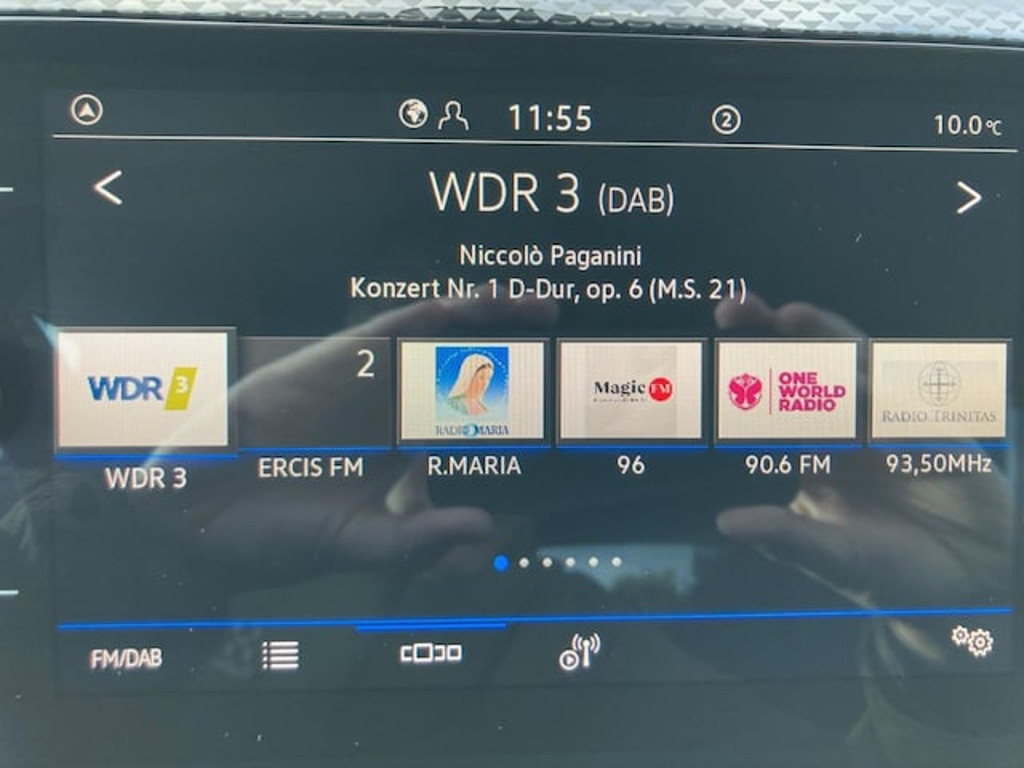 11:55
2
10.0°C
WDR 3 (DAB)
Niccolò Paganini
Konzert Nr. 1 D-Dur, op. 6 (M.S. 21)
WDR 3
2
RADIO MARIA
Magic FM
ONE
WORLD
RADIO
RADIO TRINITAS
WDR 3
ERCIS FM
R.MARIA
96
90.6 FM
93,50MHz
FM/DAB